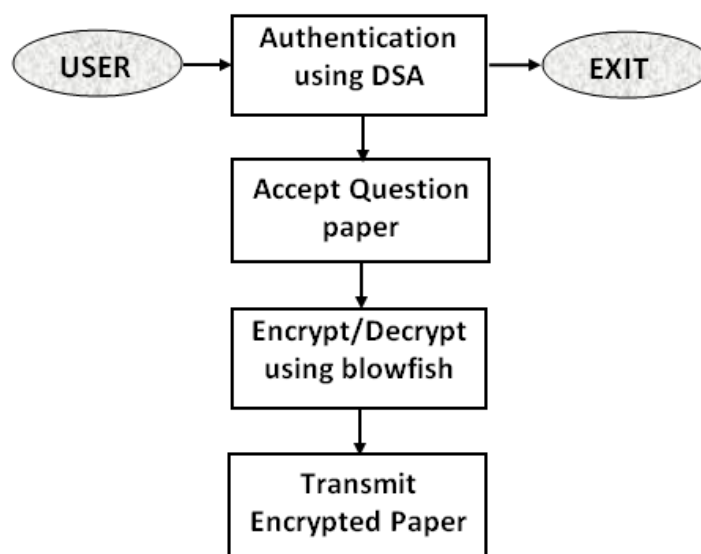 USER
Authentication
using DSA
EXIT
Accept Question
paper
Encrypt/Decrypt
using blowfish
Transmit
Encrypted Paper